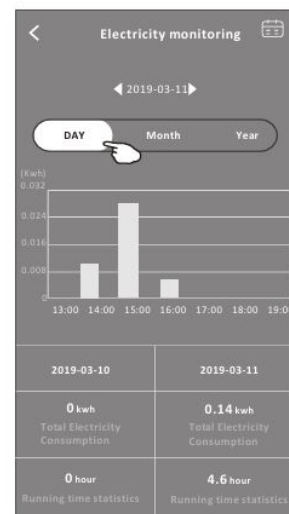 Electricity monitoring
2019-03-11
DAY Month Year
(Kwh)
0.032
0.024
0.016
0.008
0
13:00 14:00 15:00 16:00 17:00 18:00 19:00
2019-03-10 2019-03-11
0 kwh 0.14 kwh
Total Electricity Total Electricity
Consumption Consumption
0 hour 4.6 hour
Running time statistics Running time statistics